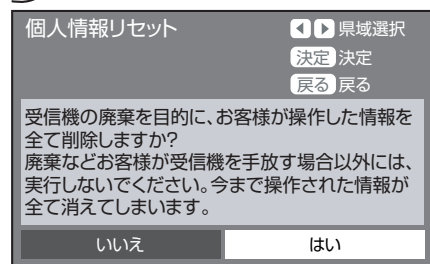 個人情報リセット
◀▶県域選択
決定 決定
戻る 戻る
受信機の廃棄を目的に、お客様が操作した情報を
全て削除しますか?
廃棄などお客様が受信機を手放す場合以外には、
実行しないでください。今まで操作された情報が
全て消えてしまいます。
いいえ はい